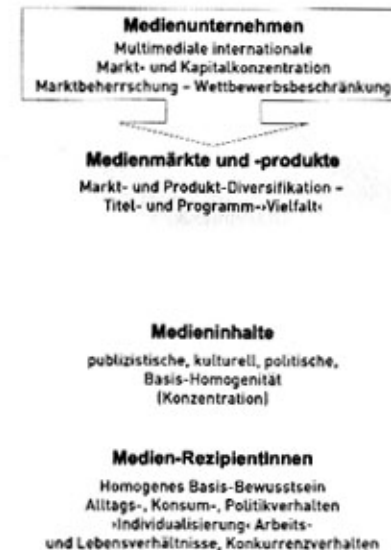 Medienunternehmen
Multimediale internationale
Markt- und Kapitalkonzentration
Marktbeherrschung – Wettbewerbsbeschränkung
Medienmärkte und -produkte
Markt- und Produkt-Diversifikation –
Titel- und Programm-›Vielfalt‹
Medieninhalte
publizistische, kulturell, politische,
Basis-Homogenität
(Konzentration)
Medien-RezipientInnen
Homogenes Basis-Bewusstsein
Alltags-, Konsum-, Politikverhalten
›Individualisierung‹ Arbeits-
und Lebensverhältnisse, Konkurrenzverhalten